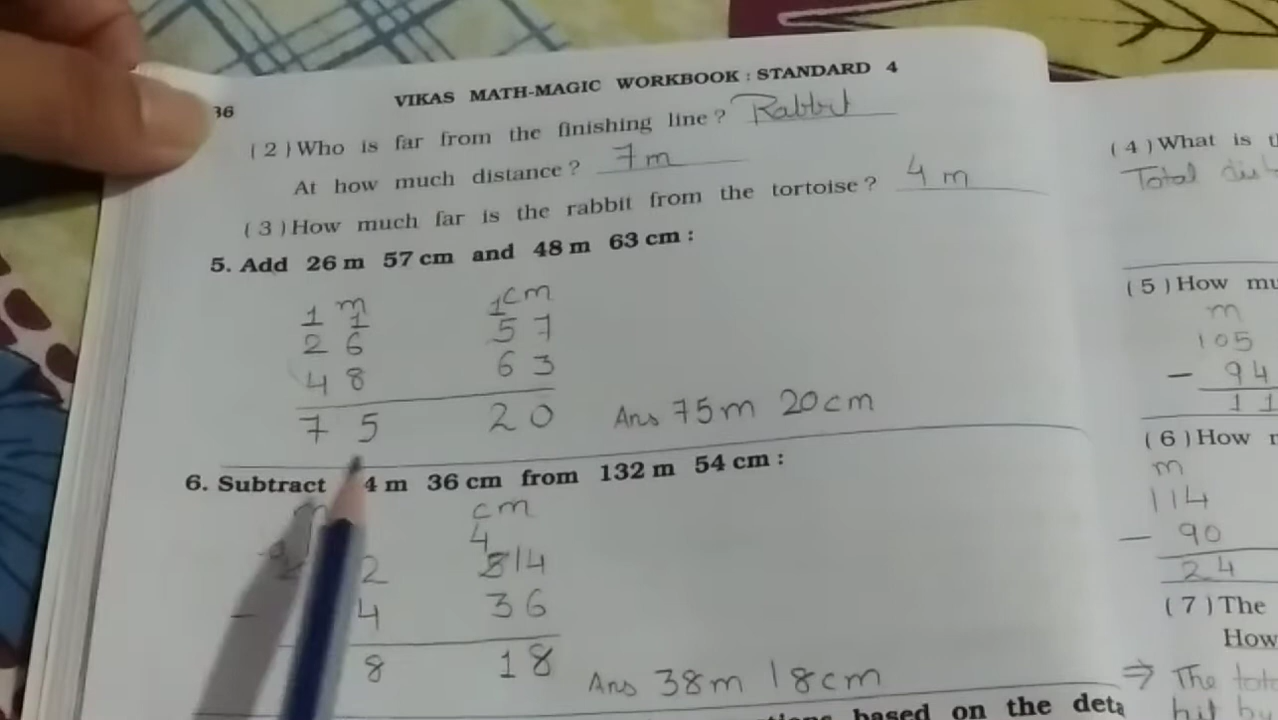 36
VIKAS MATH-MAGIC WORKBOOK : STANDARD 4
( 2 ) Who is far from the finishing line ? Rabbit
At how much distance ? 7m
( 3 ) How much far is the rabbit from the tortoise ? 4 m
5. Add 26 m 57 cm and 48 m 63 cm :
m cm
1 1 1
2 6 5 7
4 8 6 3
7 5 2 0 Ans 75m 20cm
6. Subtract 4 m 36 cm from 132 m 54 cm :
m cm
4
2 5 14
- 4 3 6
8 1 8 Ans 38m 18cm
based on the
( 4 ) What is
Total
( 5 ) How
m
105
- 94
1 1
( 6 ) How
m
114
- 90
24
( 7 ) The
How
⇒ The
hit